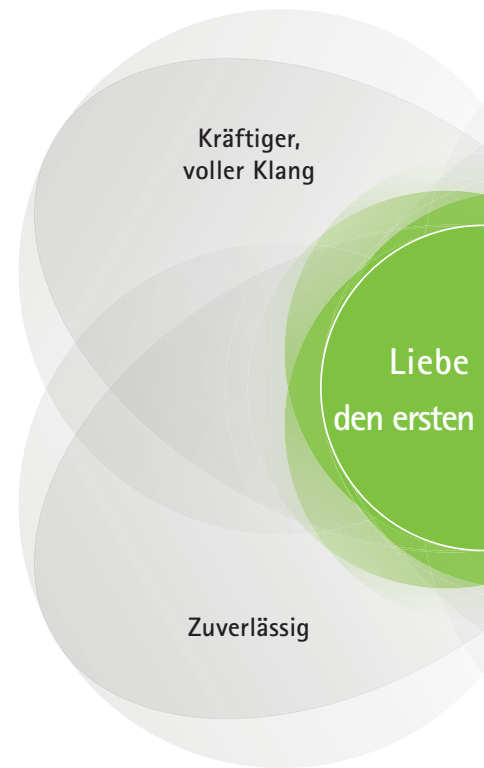 Kräftiger,
voller Klang
Liebe
den ersten
Zuverlässig